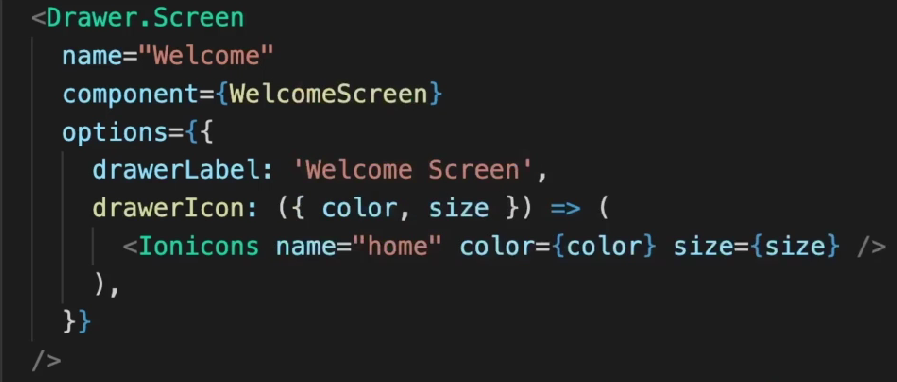 <Drawer.Screen
name="Welcome"
component={WelcomeScreen}
options={{
drawerLabel: 'Welcome Screen',
drawerIcon: ({ color, size }) => (
<Ionicons name="home" color={color} size={size} />
),
}}
/>